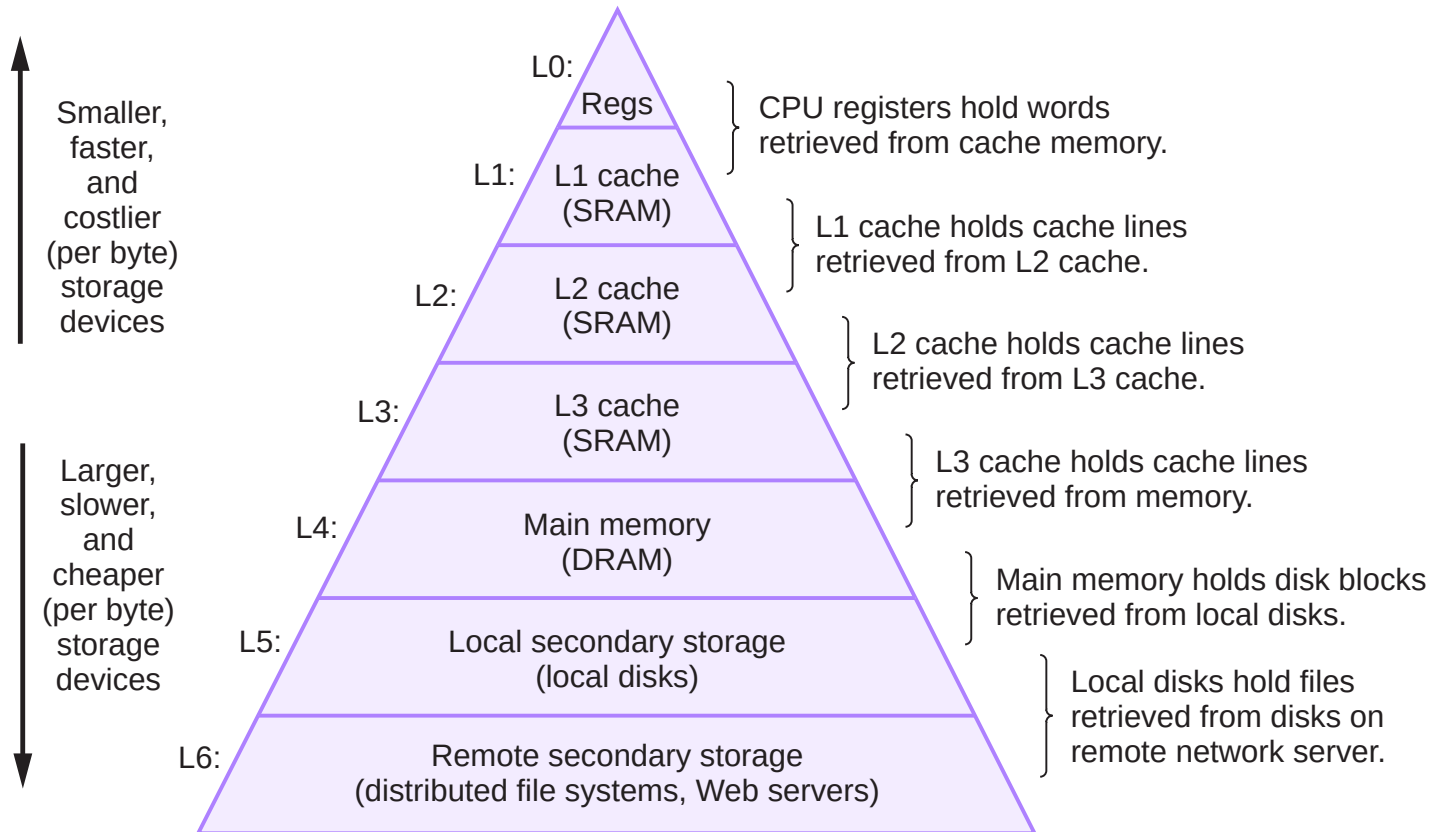 L0:
Regs
CPU registers hold words
retrieved from cache memory.
Smaller,
faster,
and
costlier
(per byte)
storage
devices
L1:
L1 cache
(SRAM)
L1 cache holds cache lines
retrieved from L2 cache.
L2:
L2 cache
(SRAM)
L2 cache holds cache lines
retrieved from L3 cache.
L3:
L3 cache
(SRAM)
L3 cache holds cache lines
retrieved from memory.
Larger,
slower,
and
cheaper
(per byte)
storage
devices
L4:
Main memory
(DRAM)
Main memory holds disk blocks
retrieved from local disks.
L5:
Local secondary storage
(local disks)
Local disks hold files
retrieved from disks on
remote network server.
L6:
Remote secondary storage
(distributed file systems, Web servers)